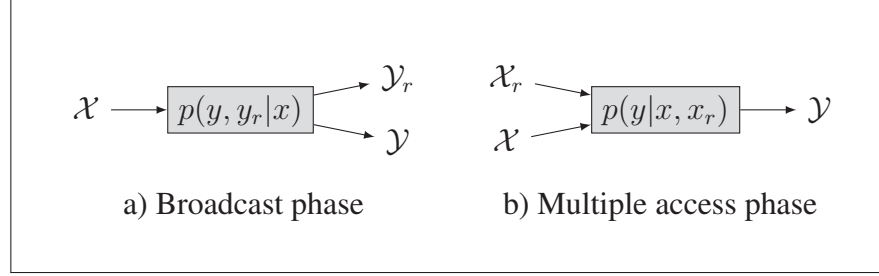 𝒳 p(y, y_r|x) 𝒴_r 𝒴
a) Broadcast phase
𝒳_r 𝒳 p(y|x, x_r) 𝒴
b) Multiple access phase